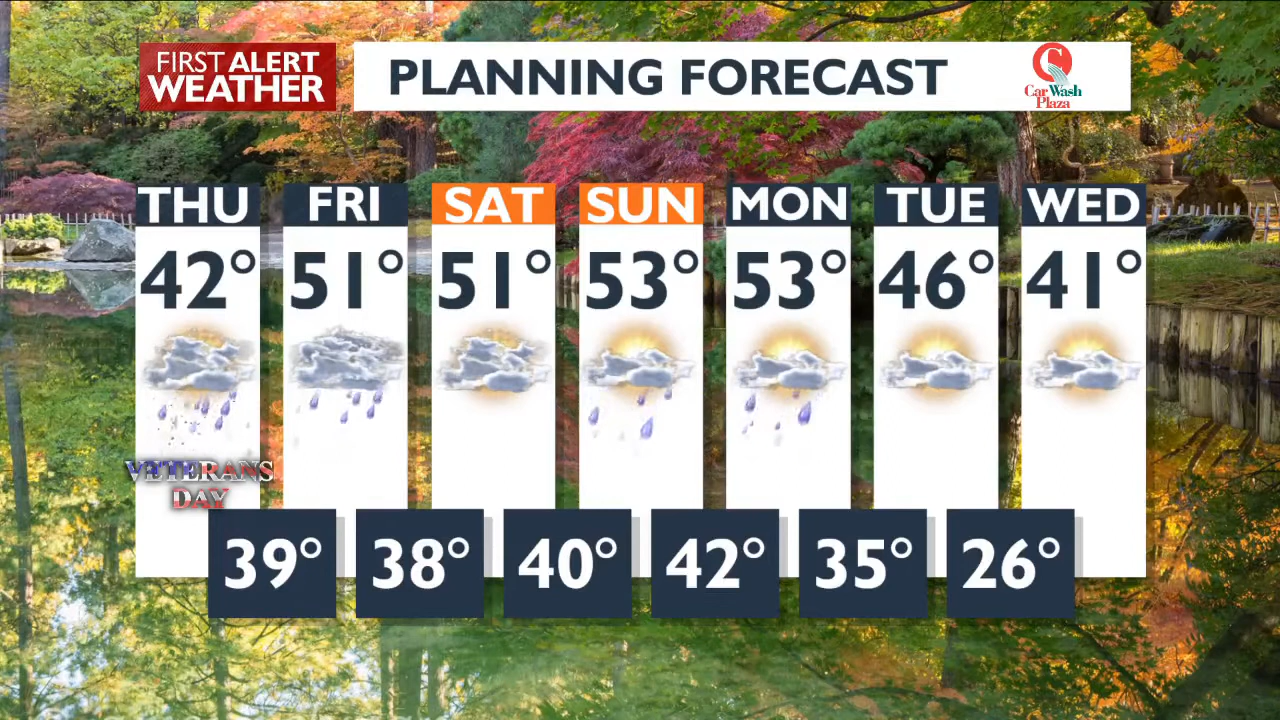 FIRST ALERT
WEATHER
PLANNING FORECAST
Car Wash
Plaza
THU FRI SAT SUN MON TUE WED
42° 51° 51° 53° 53° 46° 41°
VETERANS
DAY
39° 38° 40° 42° 35° 26°